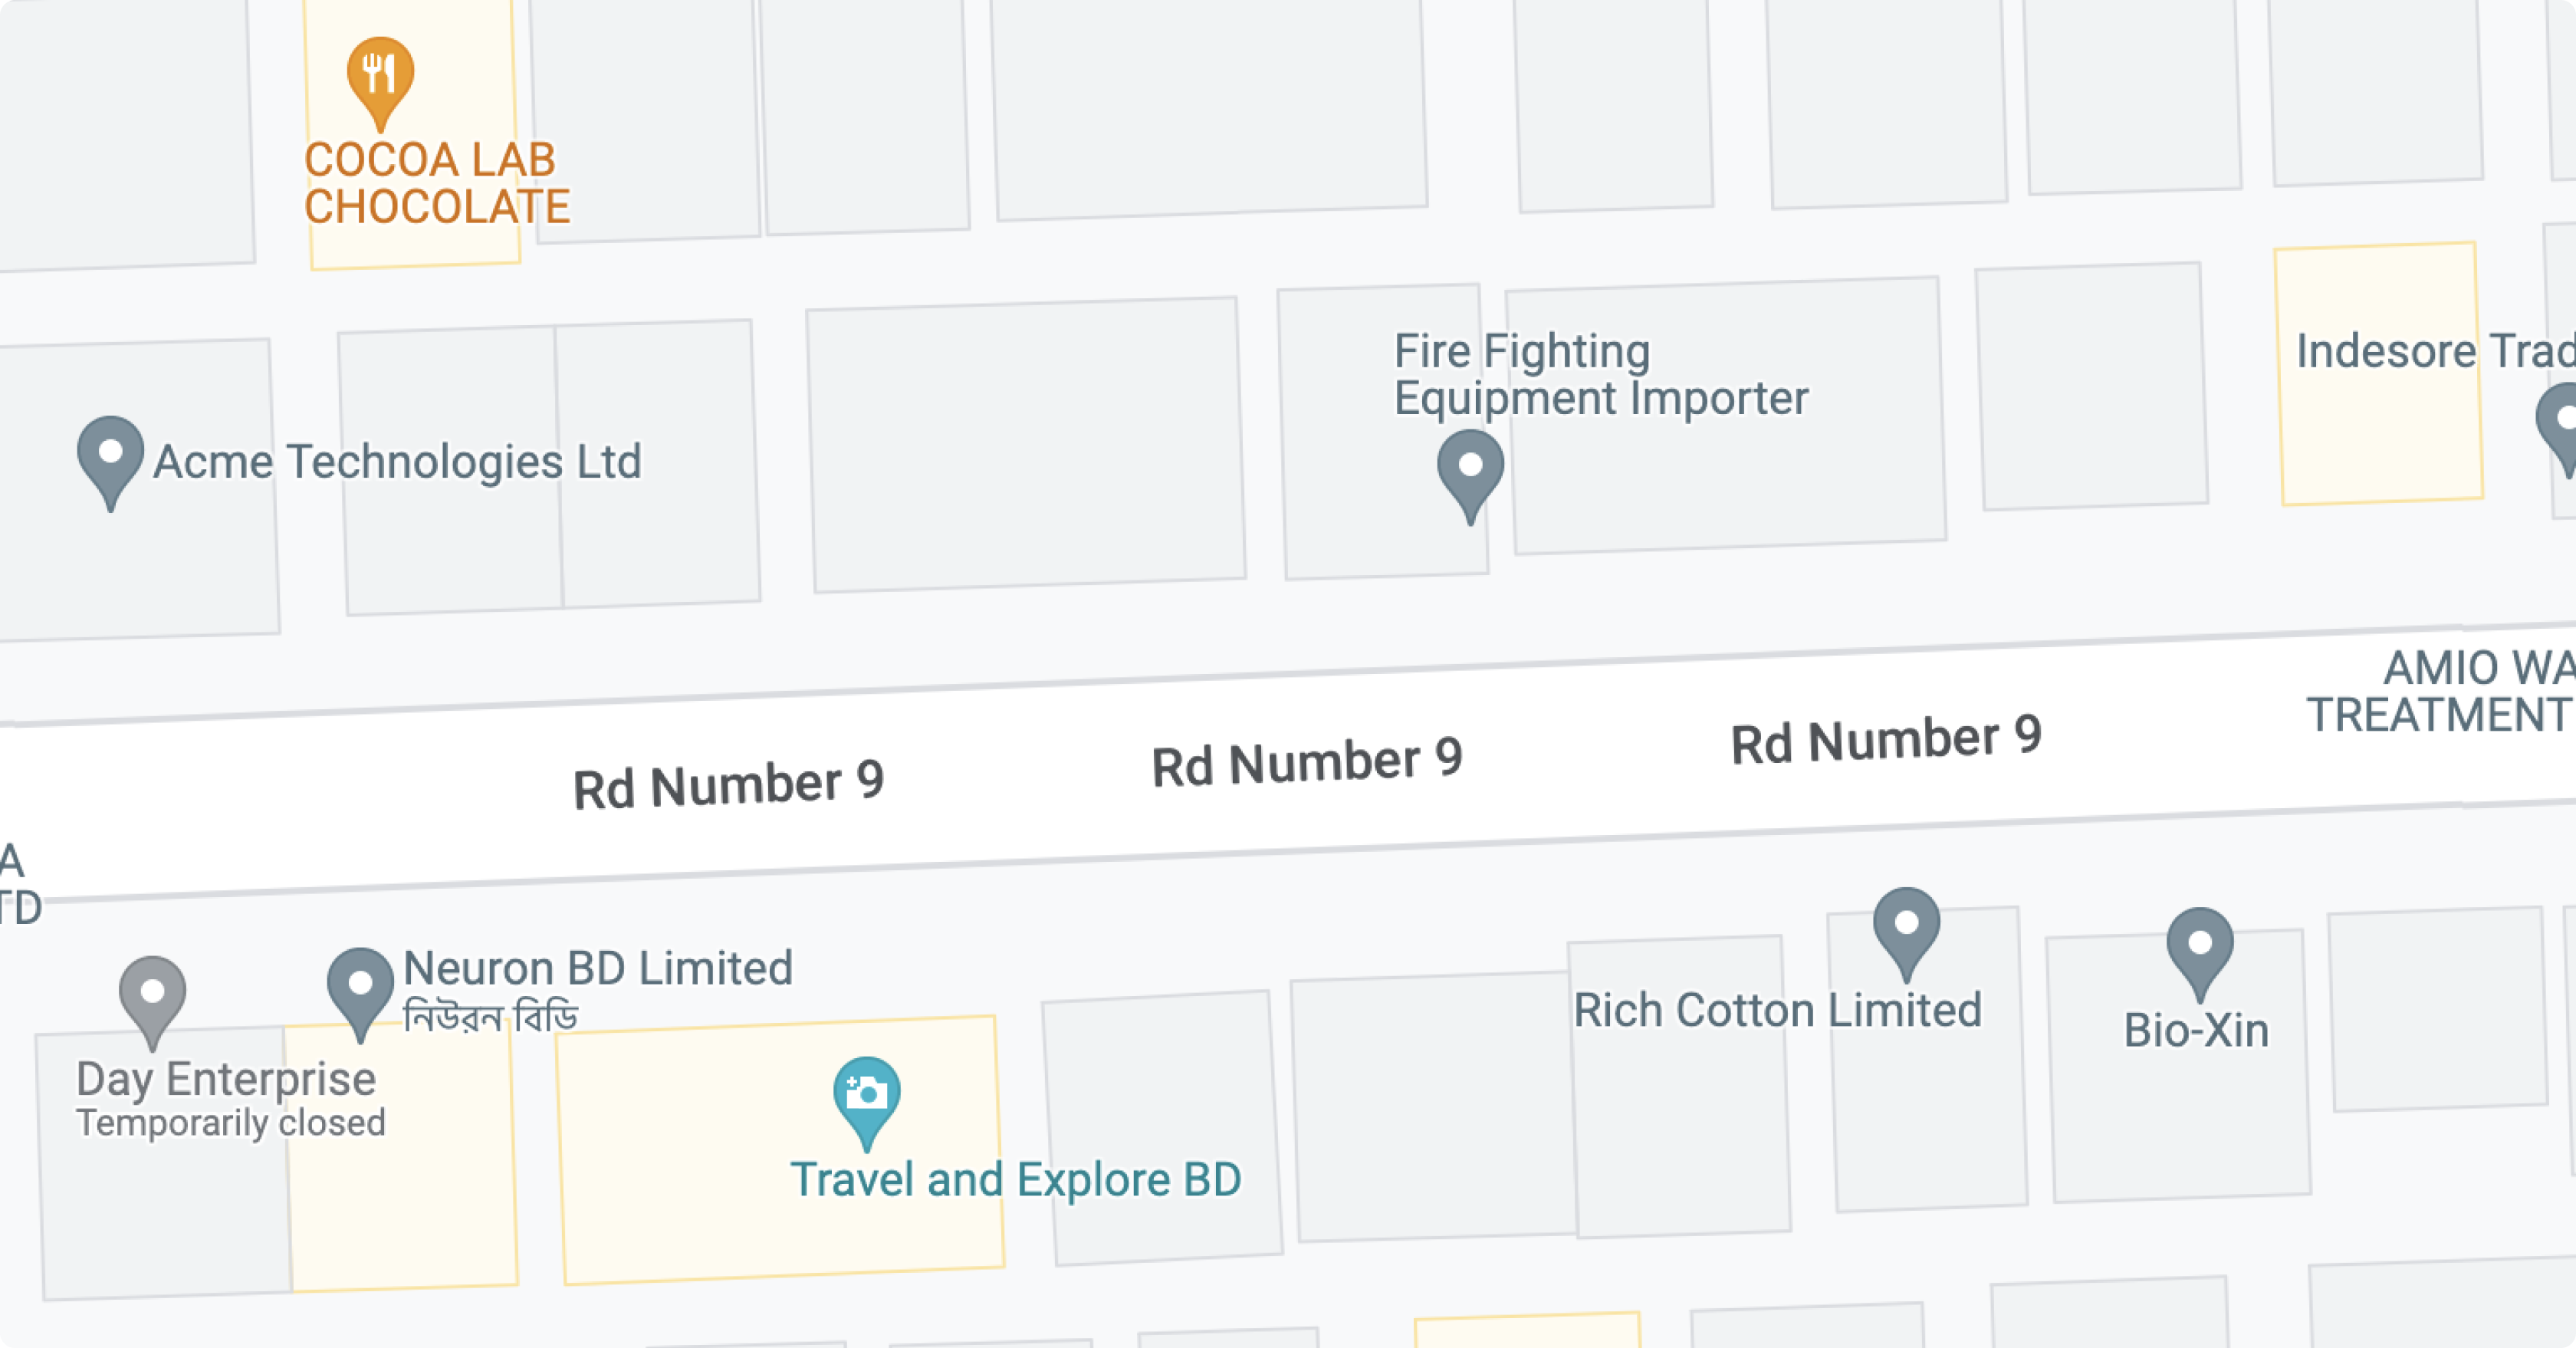 COCOA LAB
CHOCOLATE
Fire Fighting
Equipment Importer
Indesore Trad
Acme Technologies Ltd
AMIO WA
TREATMENT
Rd Number 9
Rd Number 9
Rd Number 9
A
TD
Neuron BD Limited
নিউরন বিডি
Rich Cotton Limited
Bio-Xin
Day Enterprise
Temporarily closed
Travel and Explore BD